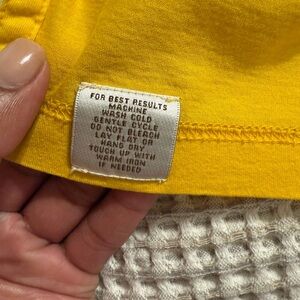 FOR BEST RESULTS
MACHINE
WASH COLD
GENTLE CYCLE
DO NOT BLEACH
LAY FLAT OR
HAND DRY
TOUCH UP WITH
WARM IRON
IF NEEDED